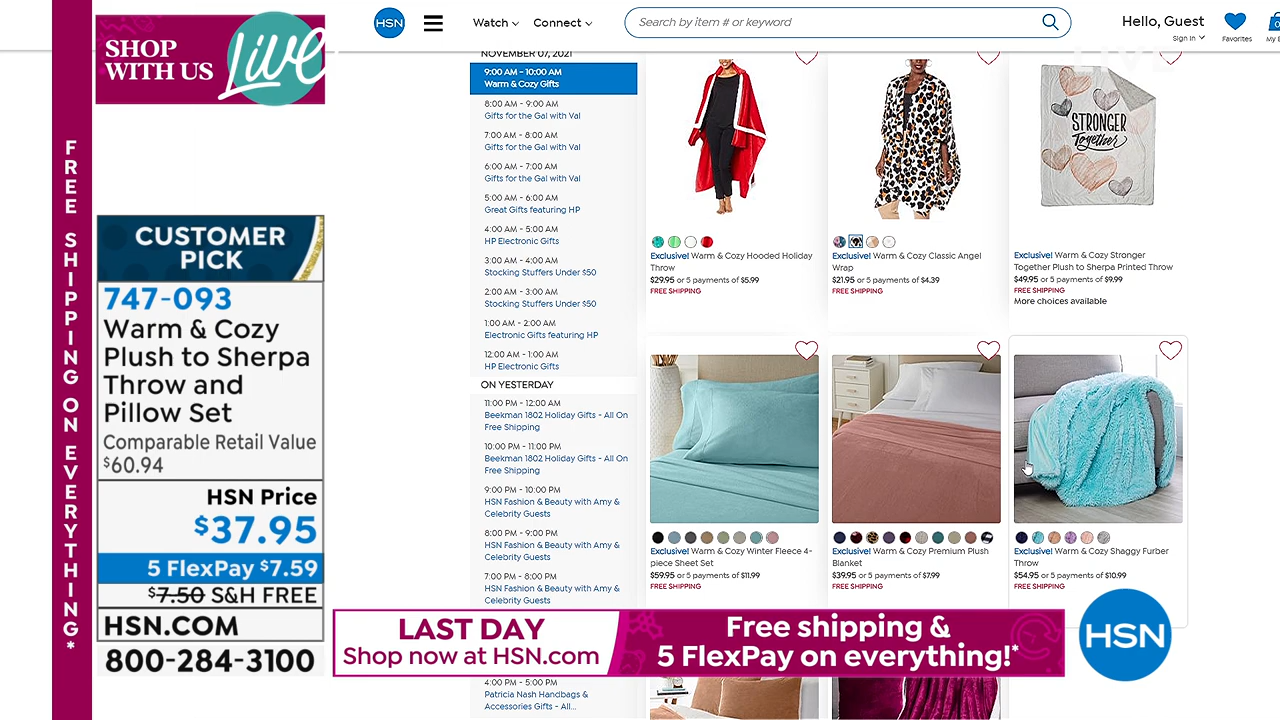 SHOP
WITH US
Live
FREE SHIPPING ON EVERYTHING*
CUSTOMER
PICK
747-093
Warm & Cozy
Plush to Sherpa
Throw and
Pillow Set
Comparable Retail Value
$60.94
HSN Price
$37.95
5 FlexPay $7.59
$7.50 S&H FREE
HSN.COM
800-284-3100
HSN
Watch
Connect
Search by item # or keyword
Hello, Guest
Sign In
Favorites
0
LIVE
NOVEMBER 07, 2021
9:00 AM - 10:00 AM
Warm & Cozy Gifts
8:00 AM - 9:00 AM
Gifts for the Gal with Val
7:00 AM - 8:00 AM
Gifts for the Gal with Val
6:00 AM - 7:00 AM
Gifts for the Gal with Val
5:00 AM - 6:00 AM
Great Gifts featuring HP
4:00 AM - 5:00 AM
HP Electronic Gifts
3:00 AM - 4:00 AM
Stocking Stuffers Under $50
2:00 AM - 3:00 AM
Stocking Stuffers Under $50
1:00 AM - 2:00 AM
Electronic Gifts featuring HP
12:00 AM - 1:00 AM
HP Electronic Gifts
ON YESTERDAY
11:00 PM - 12:00 AM
Beekman 1802 Holiday Gifts - All On
Free Shipping
10:00 PM - 11:00 PM
Beekman 1802 Holiday Gifts - All On
Free Shipping
9:00 PM - 10:00 PM
HSN Fashion & Beauty with Amy &
Celebrity Guests
8:00 PM - 9:00 PM
HSN Fashion & Beauty with Amy &
Celebrity Guests
7:00 PM - 8:00 PM
HSN Fashion & Beauty with Amy &
Celebrity Guests
4:00 PM - 5:00 PM
Patricia Nash Handbags &
Accessories Gifts - All...
Exclusive! Warm & Cozy Hooded Holiday
Throw
$29.95 or 5 payments of $5.99
FREE SHIPPING
Exclusive! Warm & Cozy Classic Angel
Wrap
$21.95 or 5 payments of $4.39
FREE SHIPPING
STRONGER
Together
Exclusive! Warm & Cozy Stronger
Together Plush to Sherpa Printed Throw
$49.95 or 5 payments of $9.99
FREE SHIPPING
More choices available
Exclusive! Warm & Cozy Winter Fleece 4-
piece Sheet Set
$59.95 or 5 payments of $11.99
FREE SHIPPING
Exclusive! Warm & Cozy Premium Plush
Blanket
$39.95 or 5 payments of $7.99
FREE SHIPPING
Exclusive! Warm & Cozy Shaggy Furber
Throw
$54.95 or 5 payments of $10.99
FREE SHIPPING
LAST DAY
Shop now at HSN.com
Free shipping &
5 FlexPay on everything!*
HSN